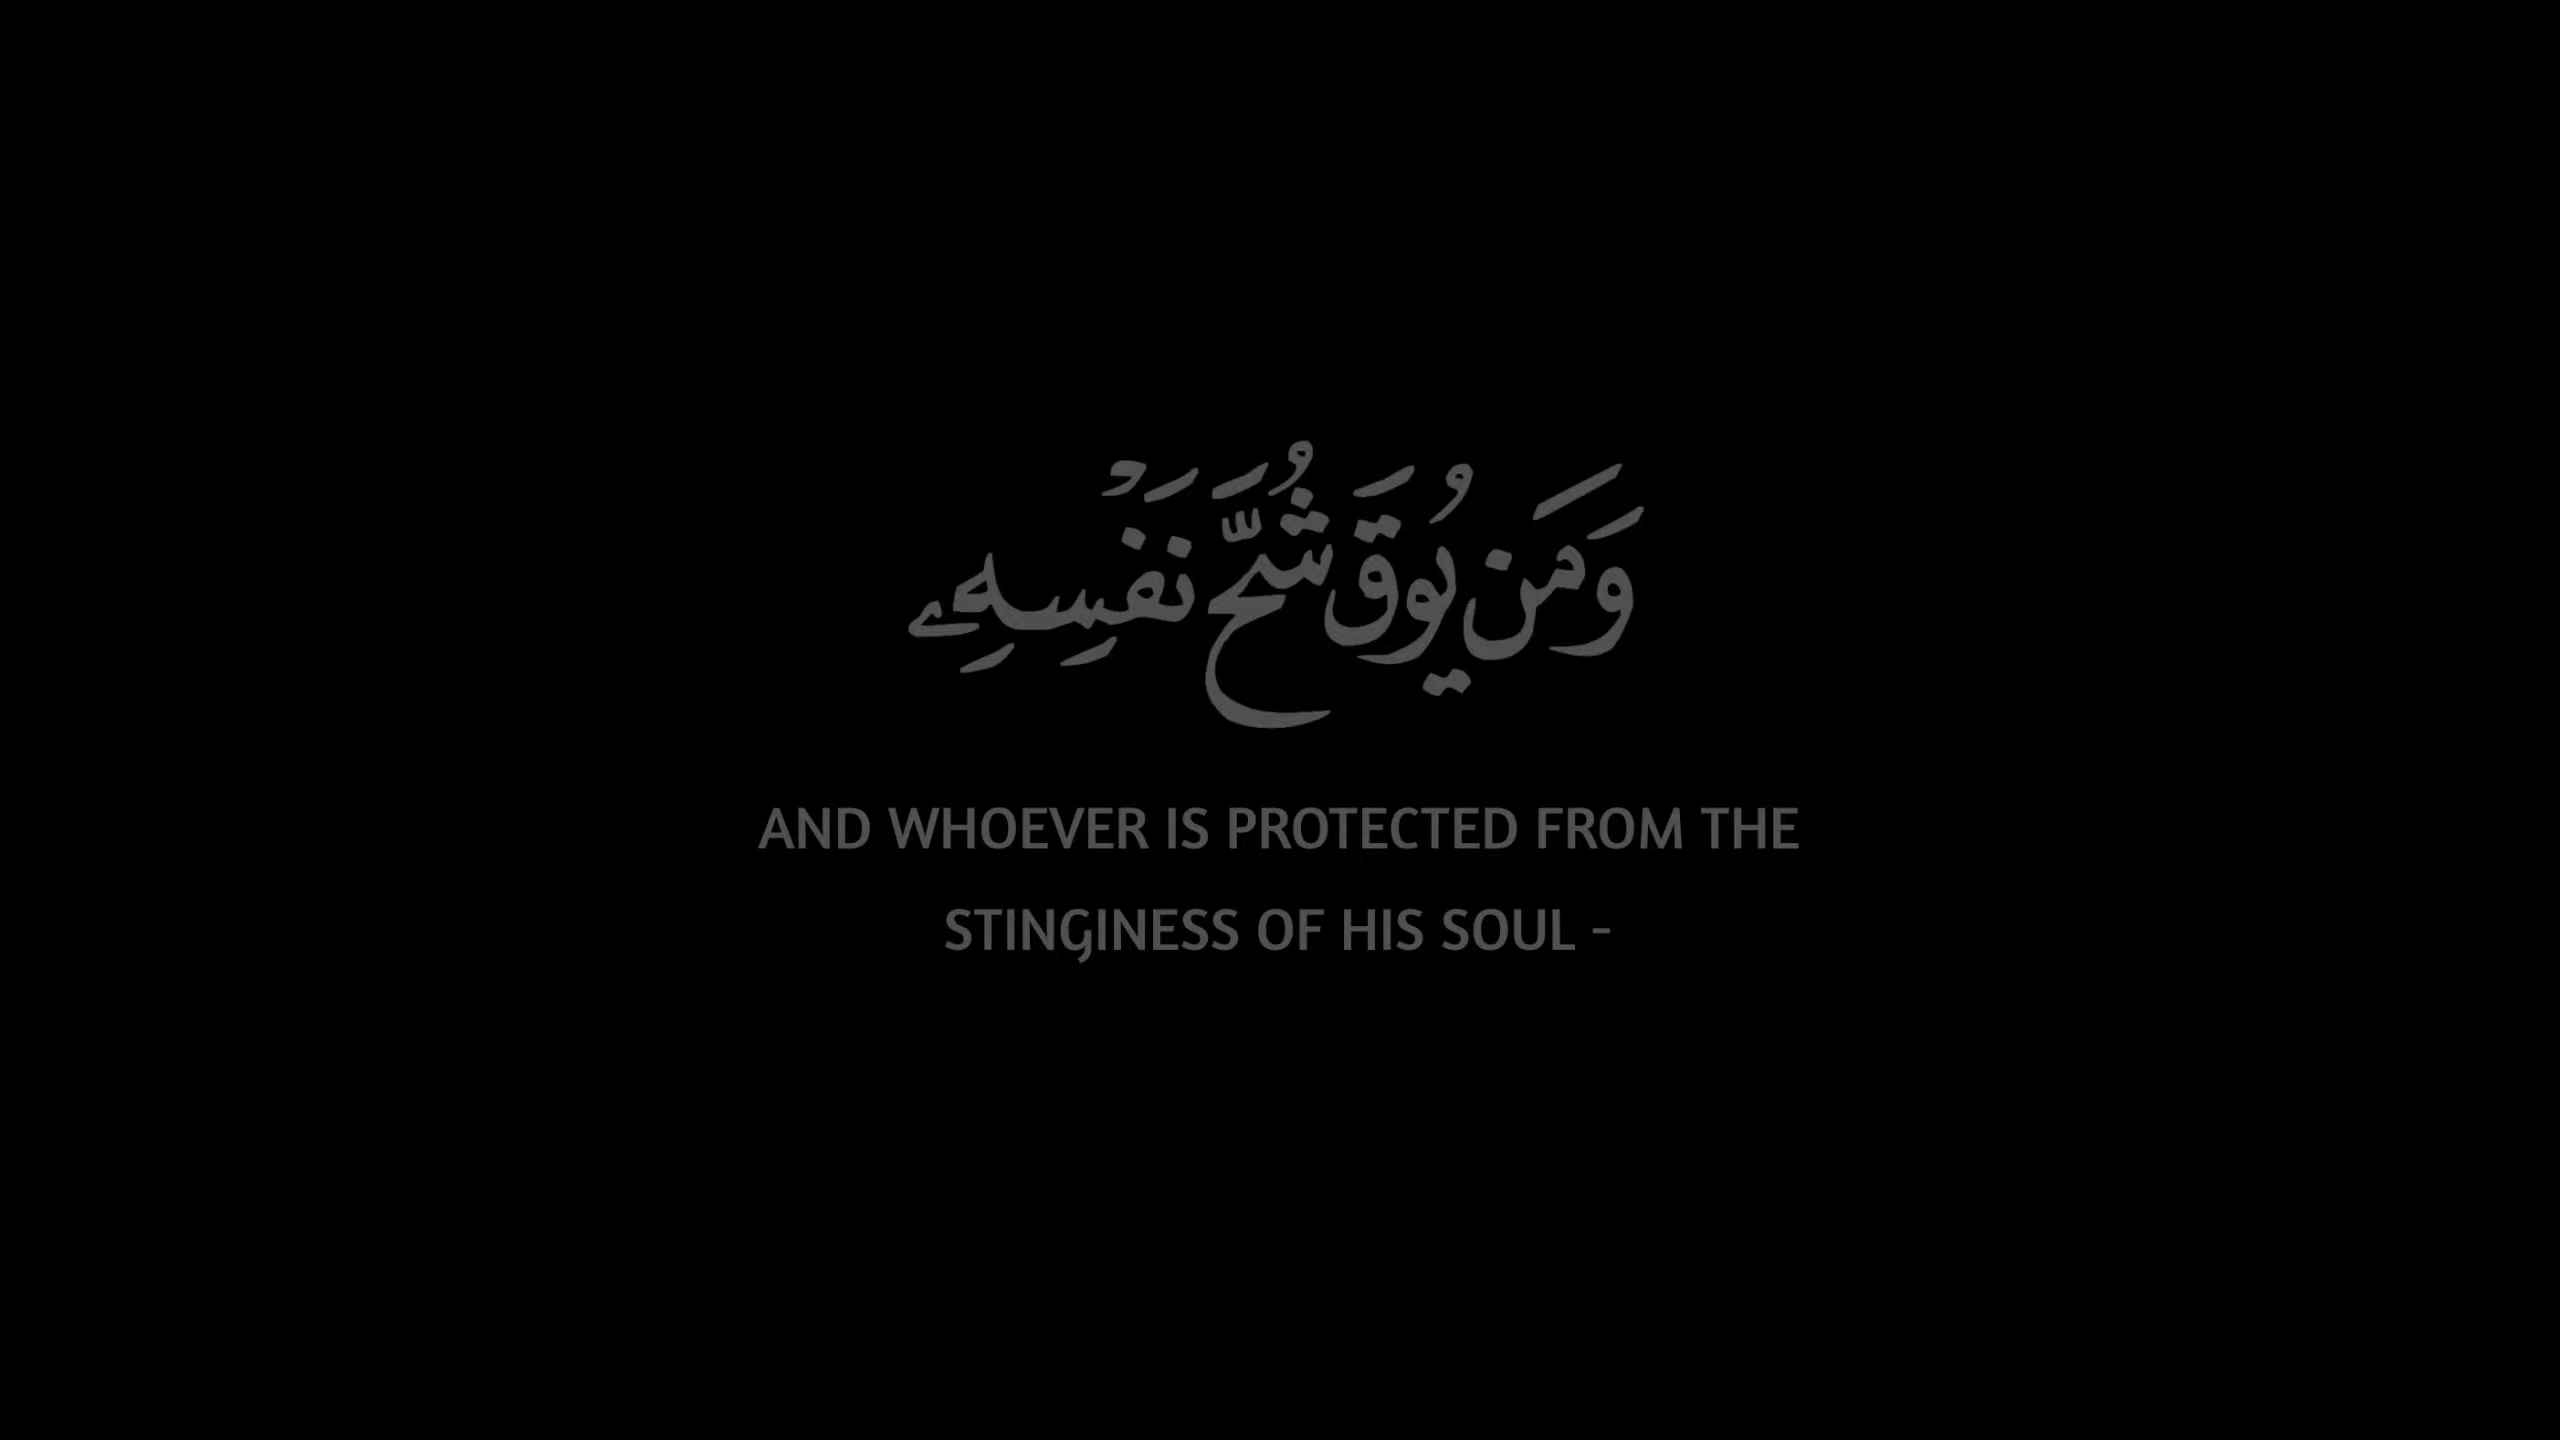 وَمَن يُوقَ شُحَّ نَفْسِهِۦ
AND WHOEVER IS PROTECTED FROM THE
STINGINESS OF HIS SOUL -